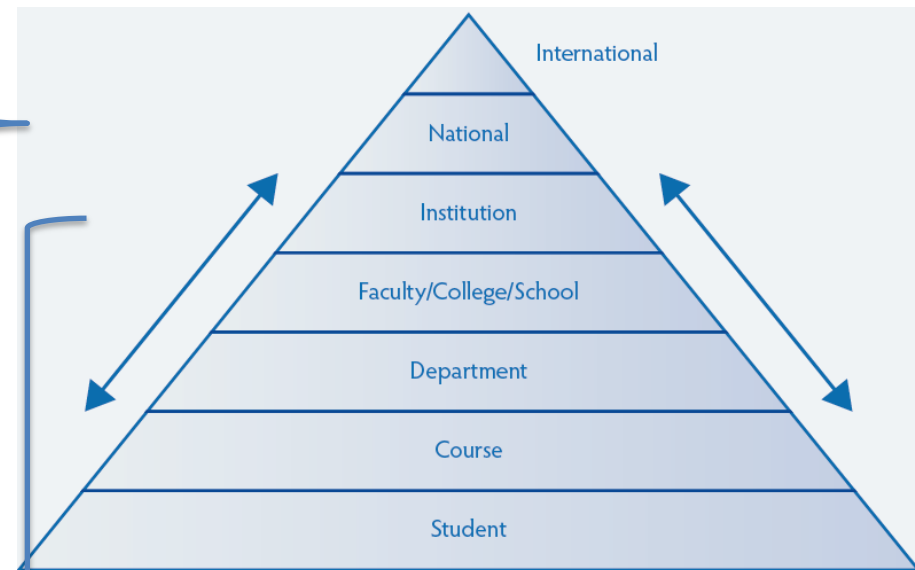 International
National
Institution
Faculty/College/School
Department
Course
Student